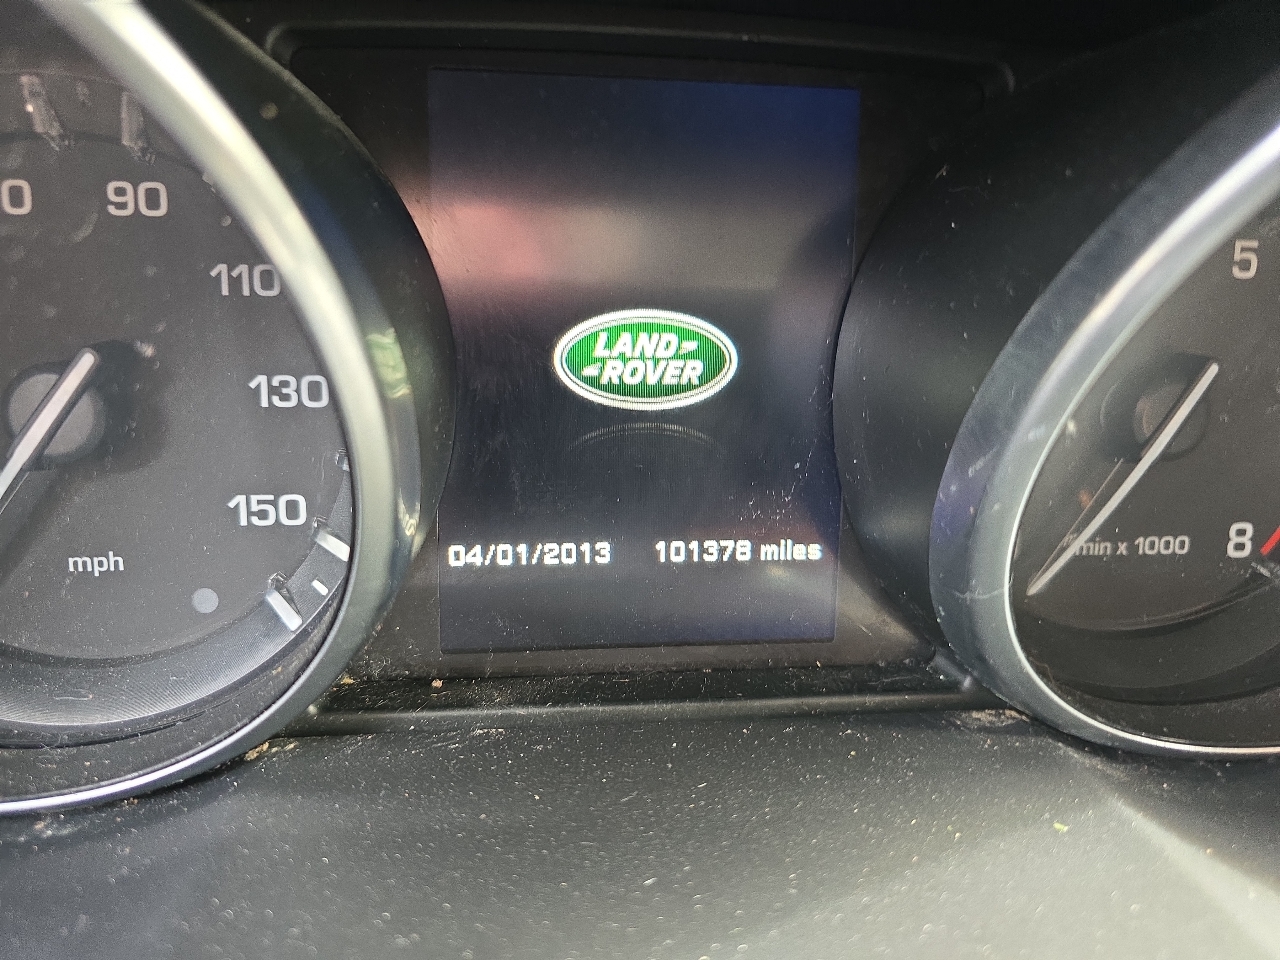 90
110
130
150
mph
LAND-
-ROVER
04/01/2013 101378 miles
5
min x 1000
8